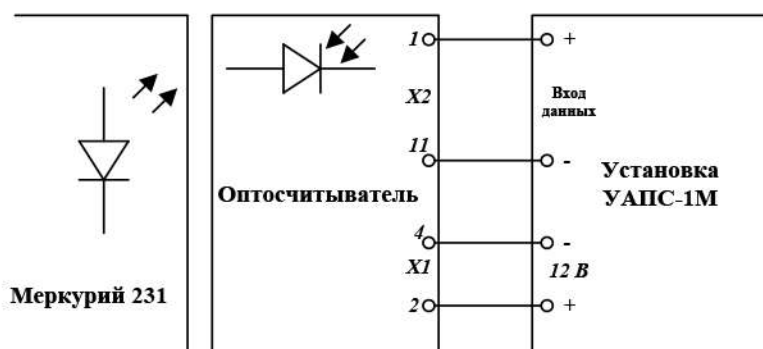 1
+
X2
Вход
данных
11
-
Оптосчитыватель
Установка
УАПС-1М
4
-
X1
12 В
Меркурий 231
2
+